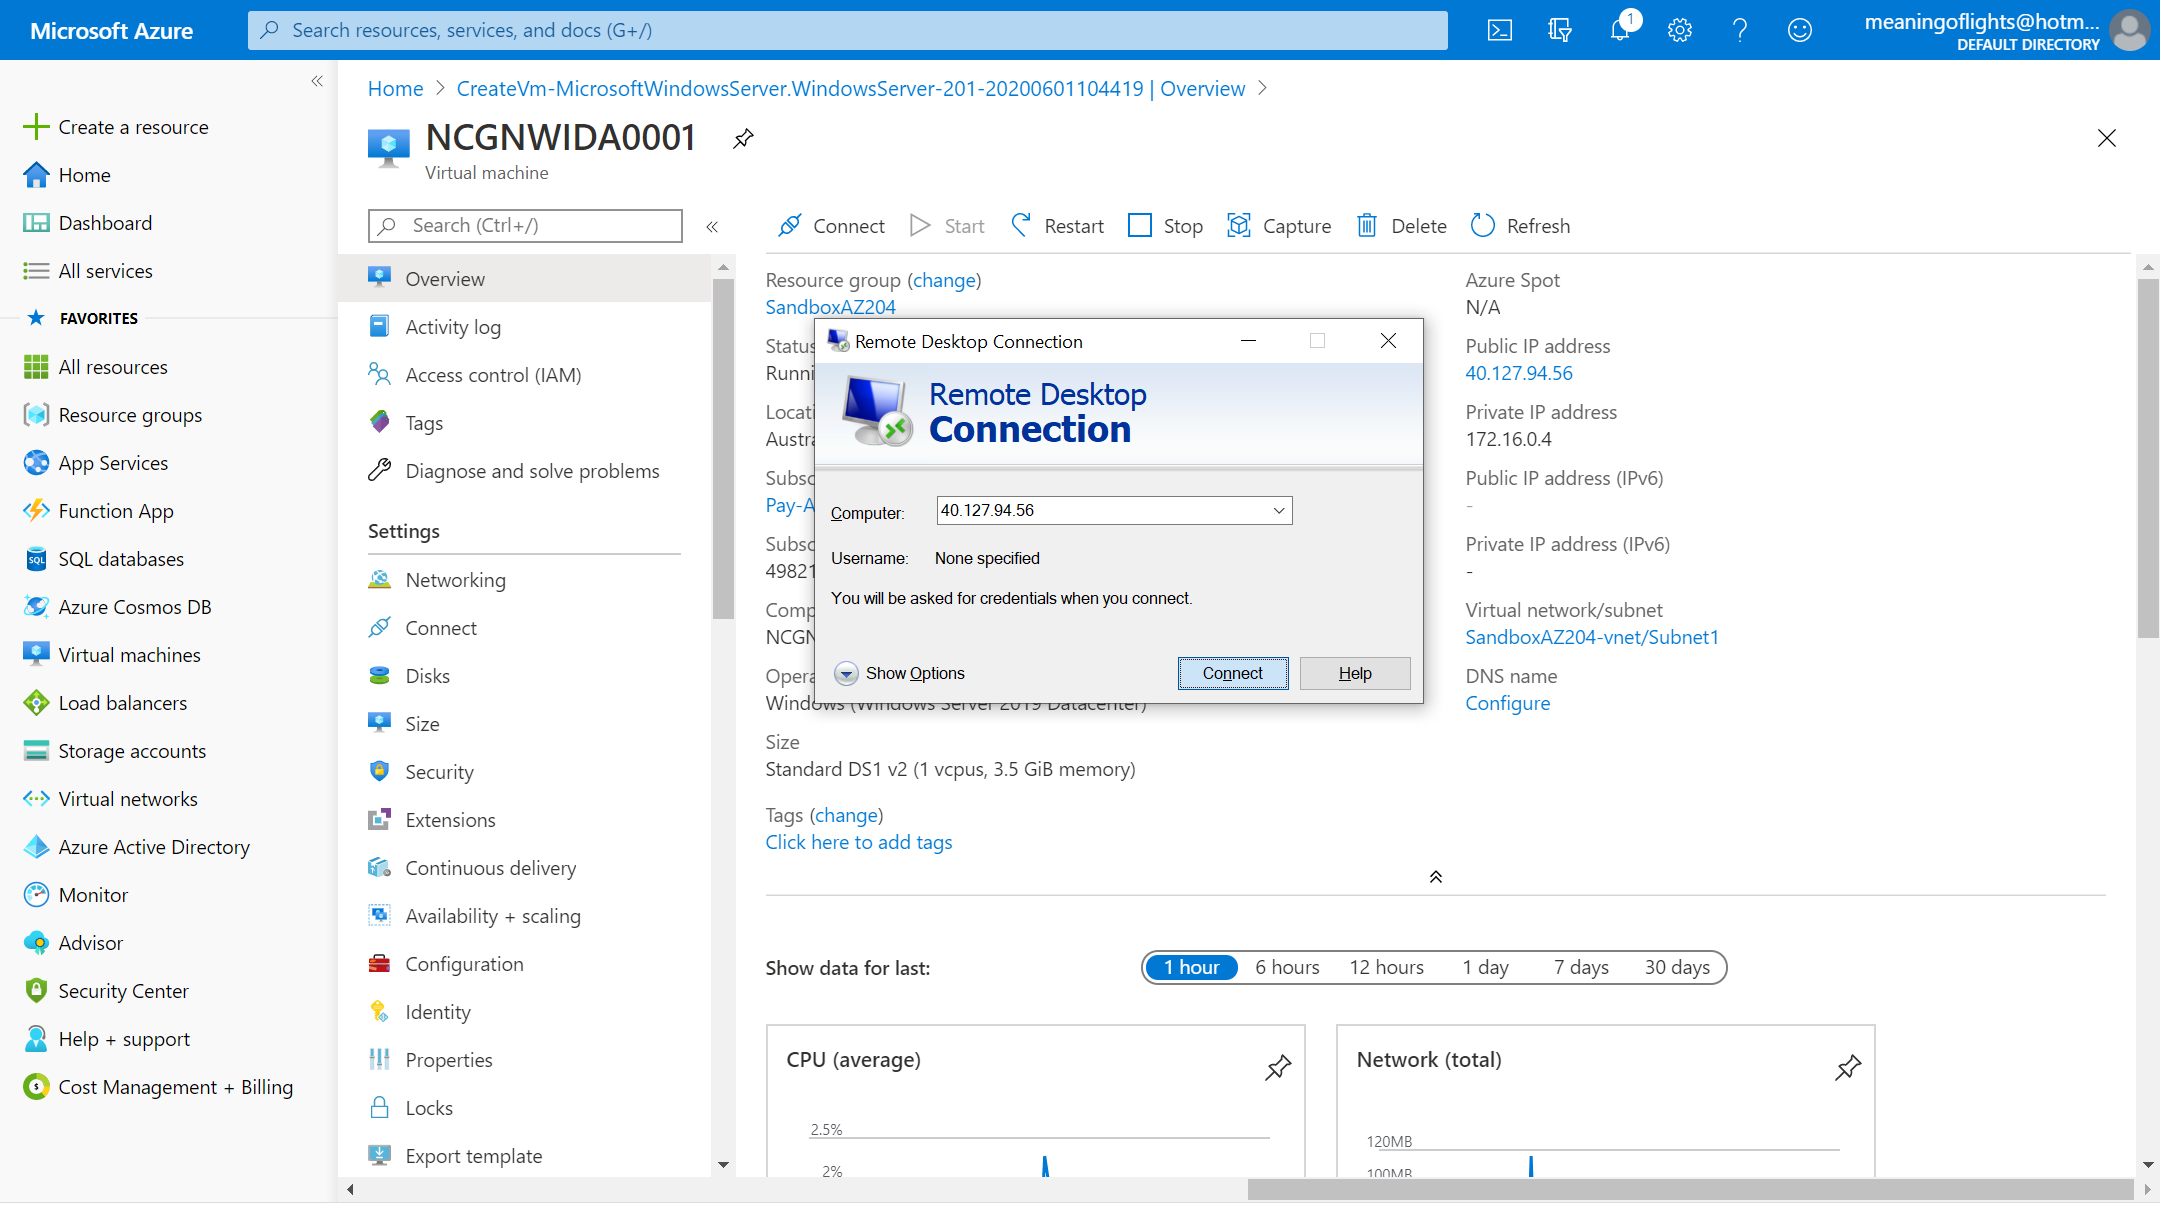 Microsoft Azure
Search resources, services, and docs (G+/)
1
meaningoflights@hotm...
DEFAULT DIRECTORY
Create a resource
Home
Dashboard
All services
FAVORITES
All resources
Resource groups
App Services
Function App
SQL databases
Azure Cosmos DB
Virtual machines
Load balancers
Storage accounts
Virtual networks
Azure Active Directory
Monitor
Advisor
Security Center
Help + support
Cost Management + Billing
Home > CreateVm-MicrosoftWindowsServer.WindowsServer-201-20200601104419 | Overview >
NCGNWIDA0001
Virtual machine
Search (Ctrl+/)
Overview
Activity log
Access control (IAM)
Tags
Diagnose and solve problems
Settings
Networking
Connect
Disks
Size
Security
Extensions
Continuous delivery
Availability + scaling
Configuration
Identity
Properties
Locks
Export template
Connect Start Restart Stop Capture Delete Refresh
Resource group (change)
SandboxAZ204
Status
Runni
Locati
Austra
Subsc
Pay-A
Subsc
49821
Comp
NCGN
Opera
Windows (Windows Server 2019 Datacenter)
Size
Standard DS1 v2 (1 vcpus, 3.5 GiB memory)
Tags (change)
Click here to add tags
Azure Spot
N/A
Public IP address
40.127.94.56
Private IP address
172.16.0.4
Public IP address (IPv6)
-
Private IP address (IPv6)
-
Virtual network/subnet
SandboxAZ204-vnet/Subnet1
DNS name
Configure
Remote Desktop Connection
Remote Desktop
Connection
Computer: 40.127.94.56
Username: None specified
You will be asked for credentials when you connect.
Show Options
Connect
Help
Show data for last:
1 hour 6 hours 12 hours 1 day 7 days 30 days
CPU (average)
2.5%
2%
Network (total)
120MB
100MB